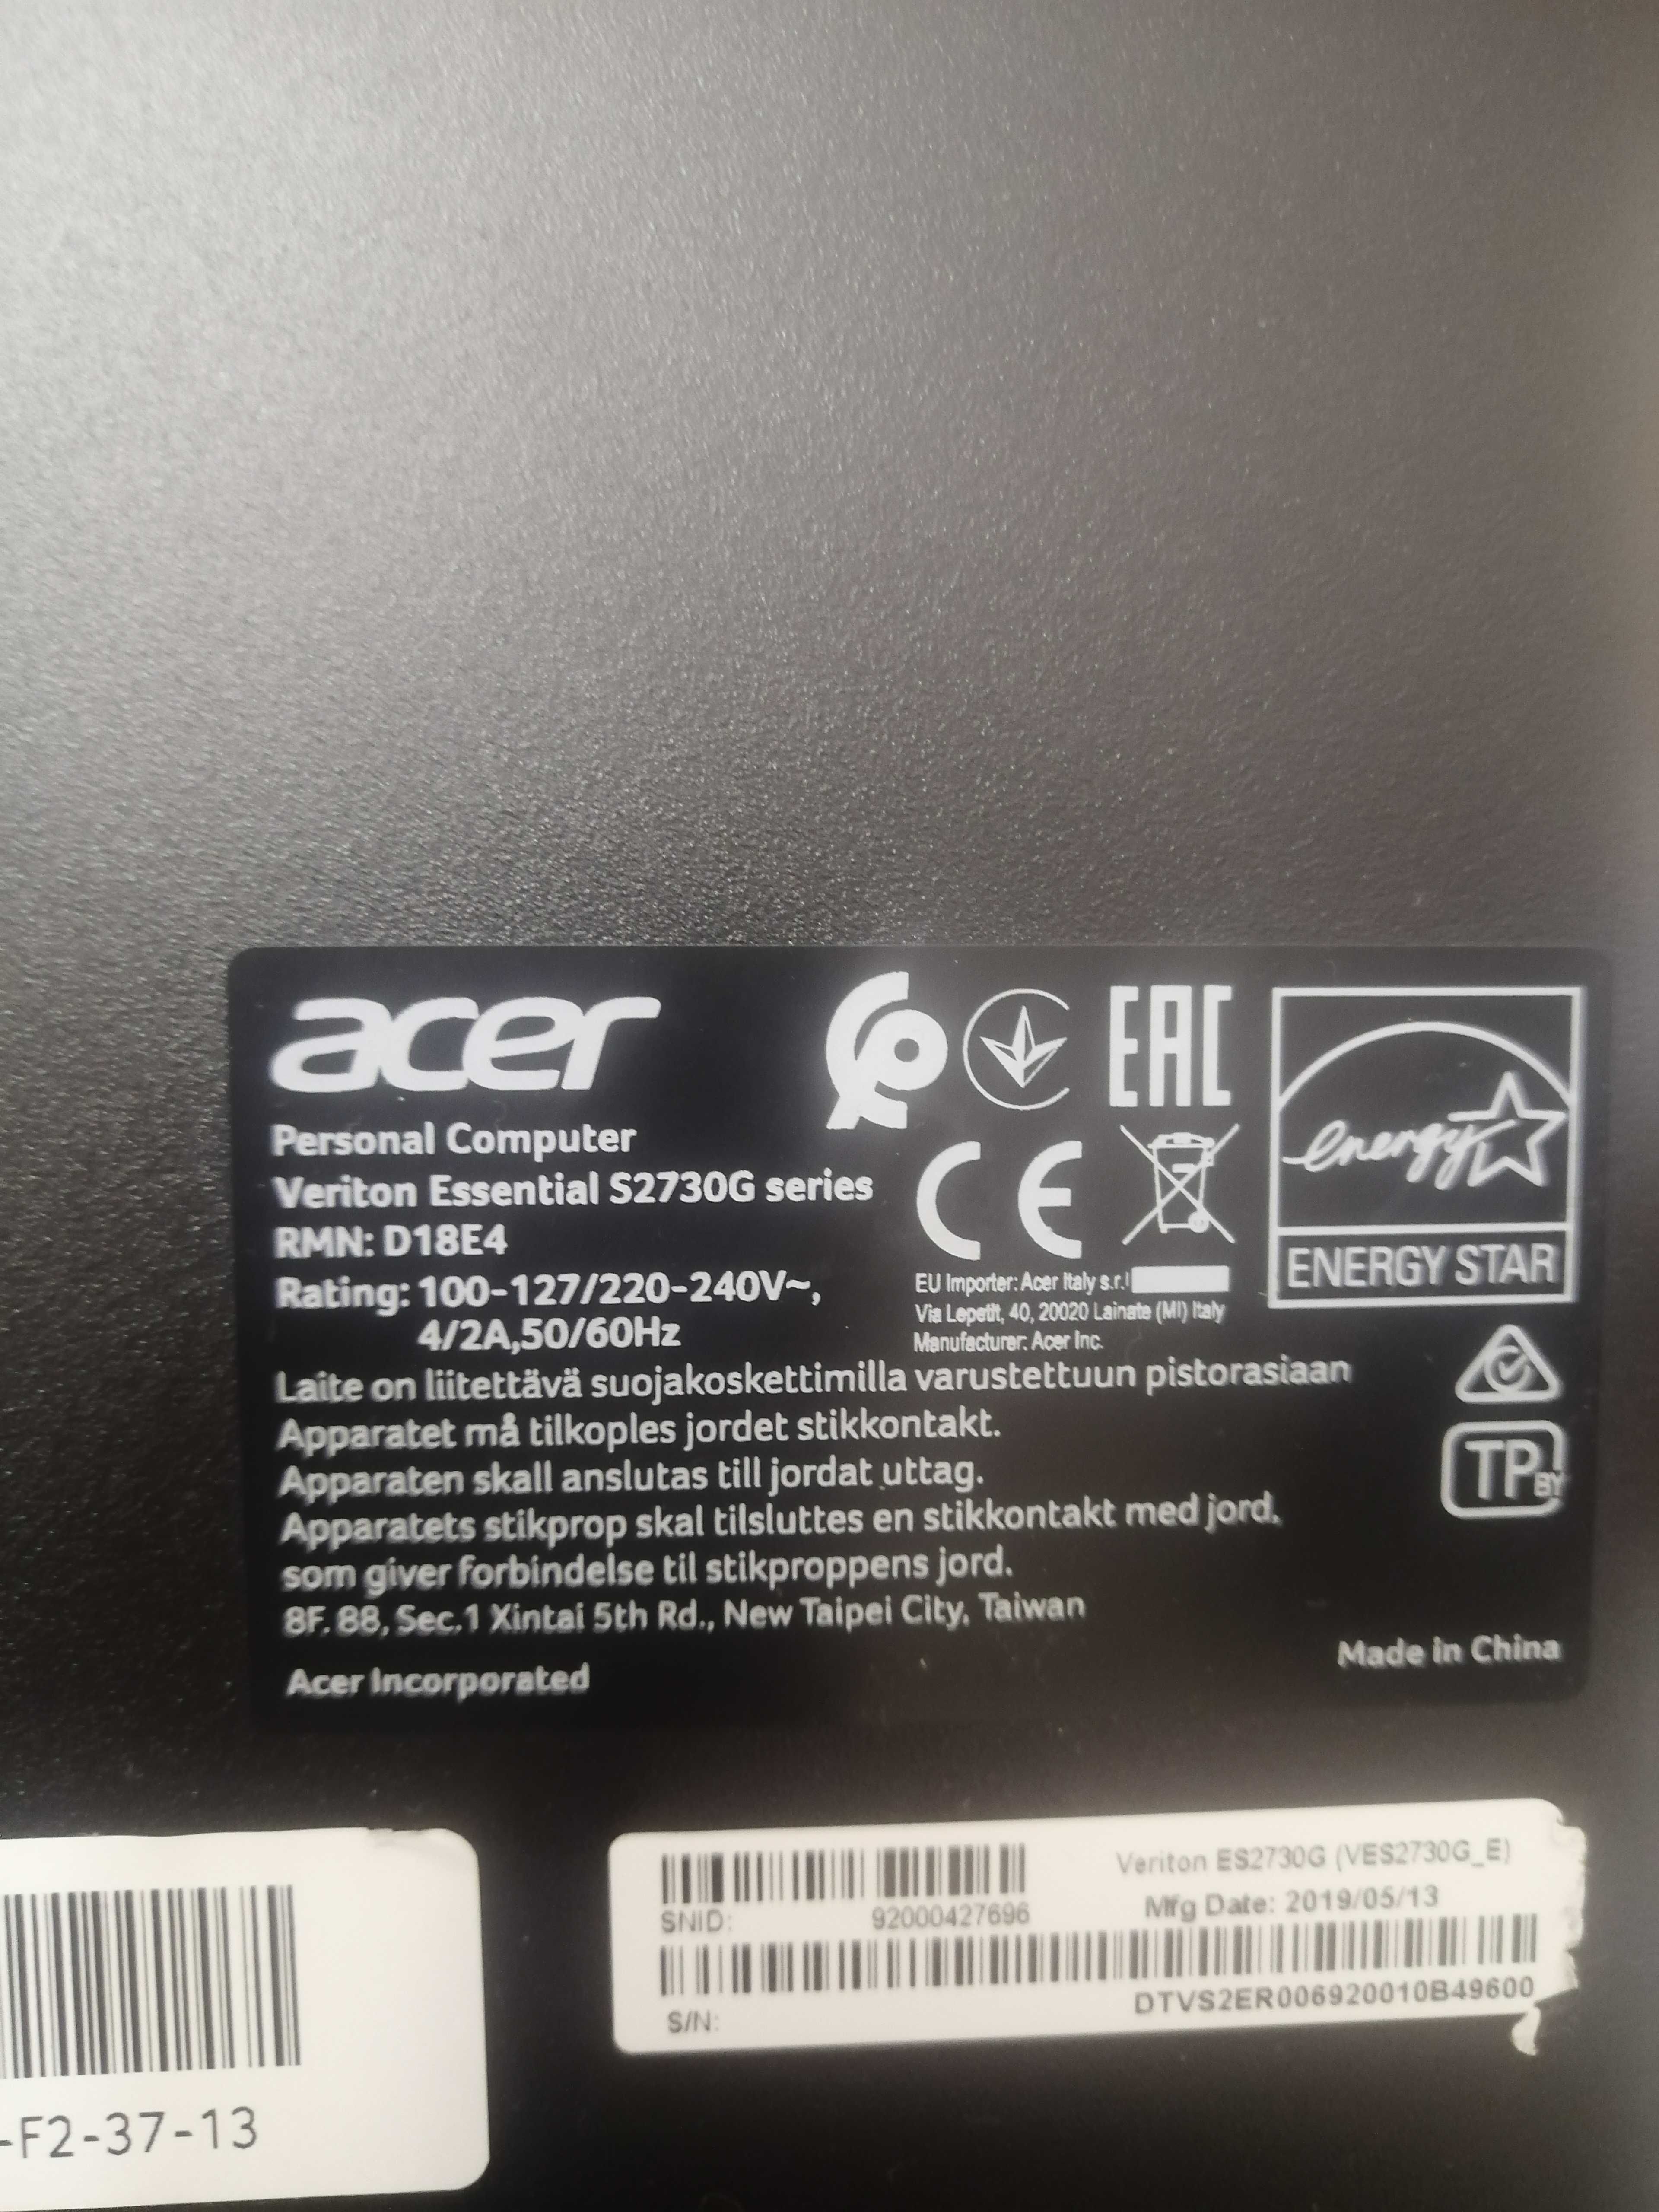 acer
EAC
Personal Computer
Veriton Essential S2730G series
RMN: D18E4
Rating: 100-127/220-240V~,
4/2A,50/60Hz
CE
energy
ENERGY STAR
EU Importer: Acer Italy s.r.l
Via Lepetit, 40, 20020 Lainate (MI) Italy
Manufacturer: Acer Inc.
Laite on liitettävä suojakoskettimilla varustettuun pistorasiaan
Apparatet må tilkoples jordet stikkontakt.
Apparaten skall anslutas till jordat uttag.
Apparatets stikprop skal tilsluttes en stikkontakt med jord,
som giver forbindelse til stikproppens jord.
TP BY
8F, 88, Sec.1 Xintai 5th Rd., New Taipei City, Taiwan
Acer Incorporated
Made in China
Veriton ES2730G (VES2730G_E)
SNID: 92000427696
Mfg Date: 2019/05/13
DTVS2ER006920010B49600
S/N:
-F2-37-13